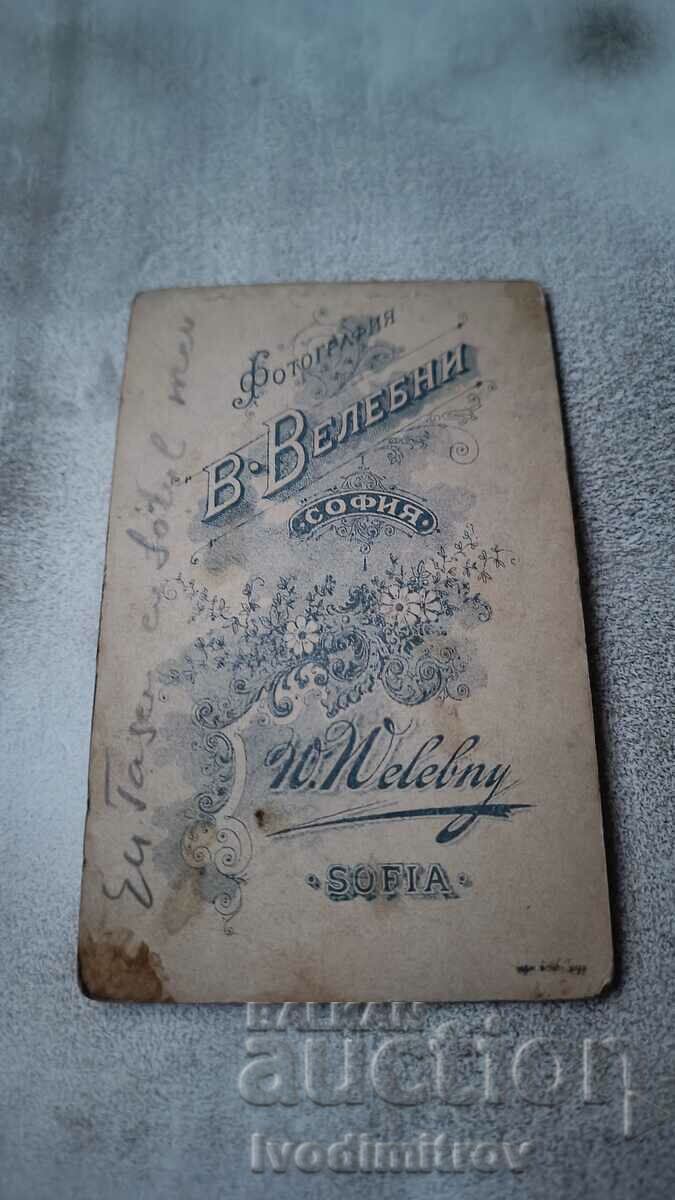 Фотография
В. Велебни
София
W. Welebny
SOFIA
BALKAN
auction
Ivodimitrov